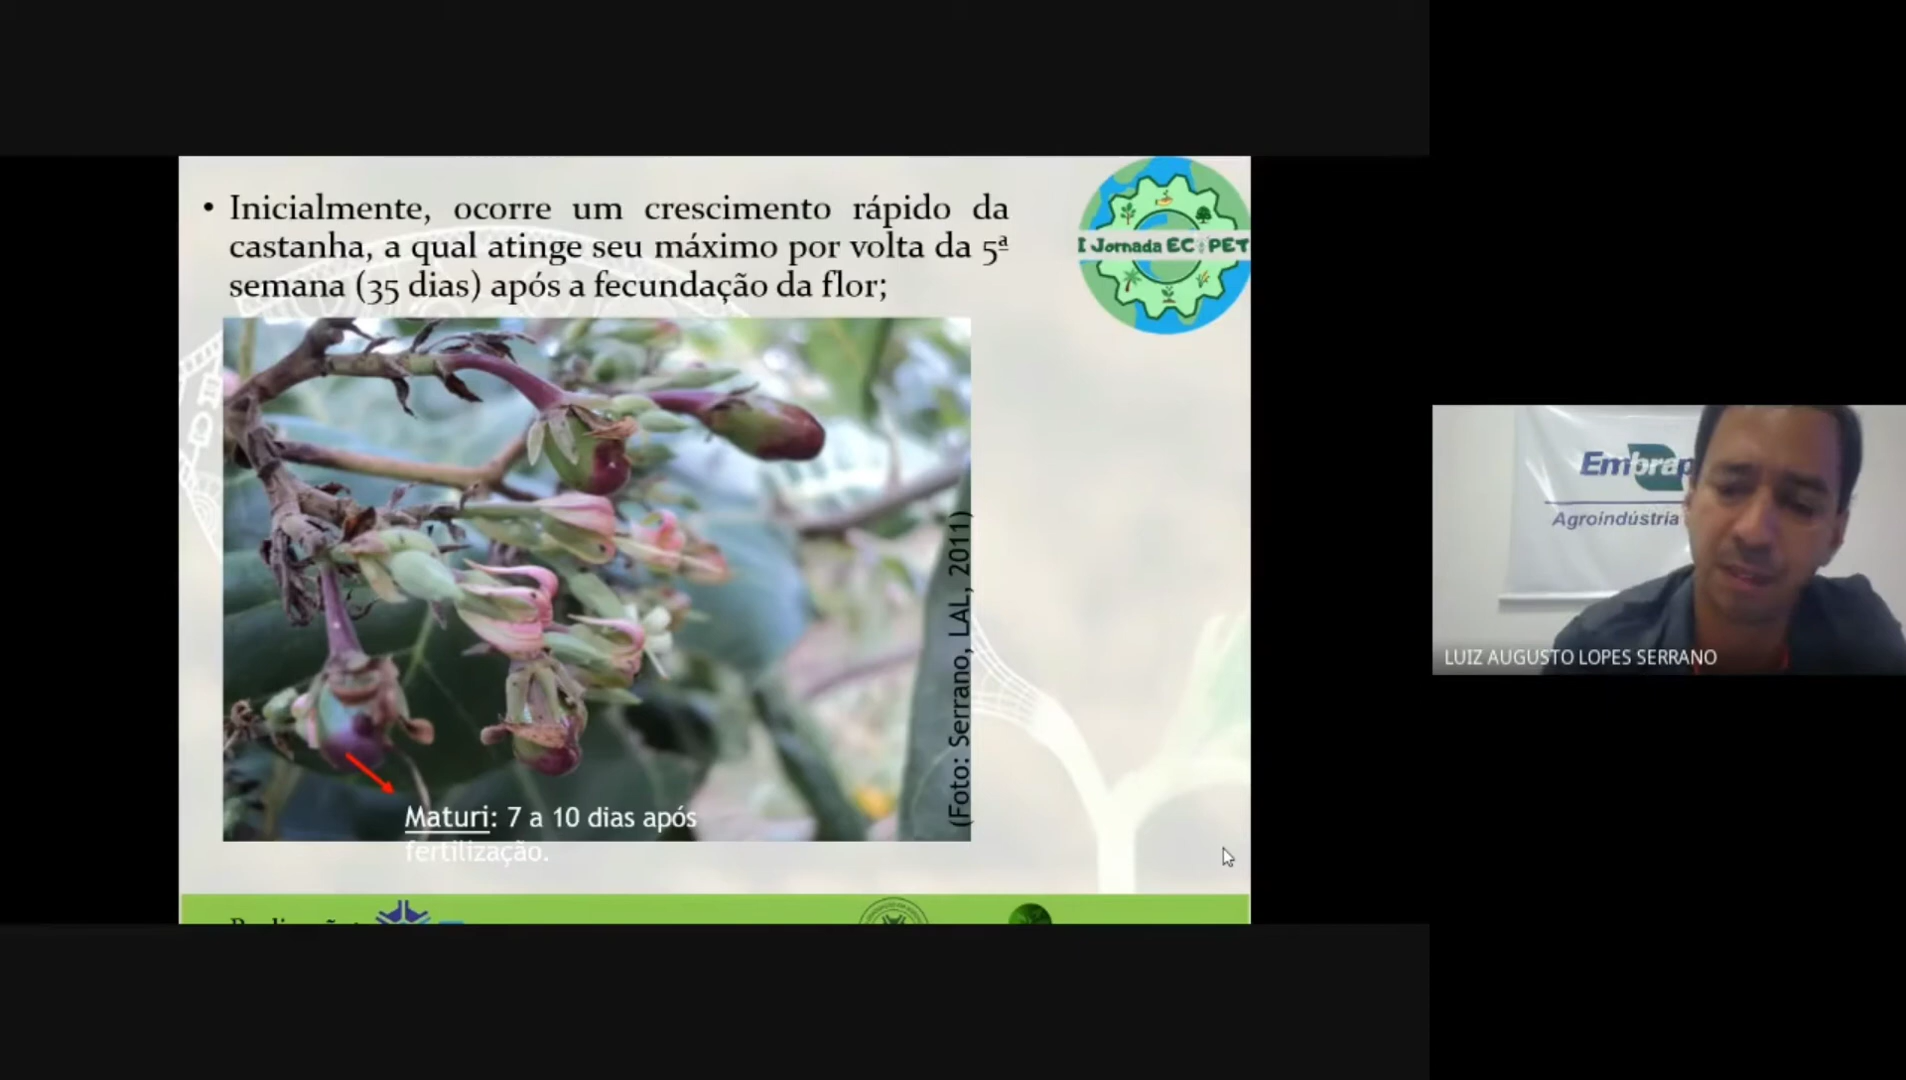 • Inicialmente, ocorre um crescimento rápido da
castanha, a qual atinge seu máximo por volta da 5ª
semana (35 dias) após a fecundação da flor;
I Jornada EC PET
(Foto: Serrano, LAL, 2011)
Maturi: 7 a 10 dias após
fertilização.
Embrap
Agroindústria
LUIZ AUGUSTO LOPES SERRANO